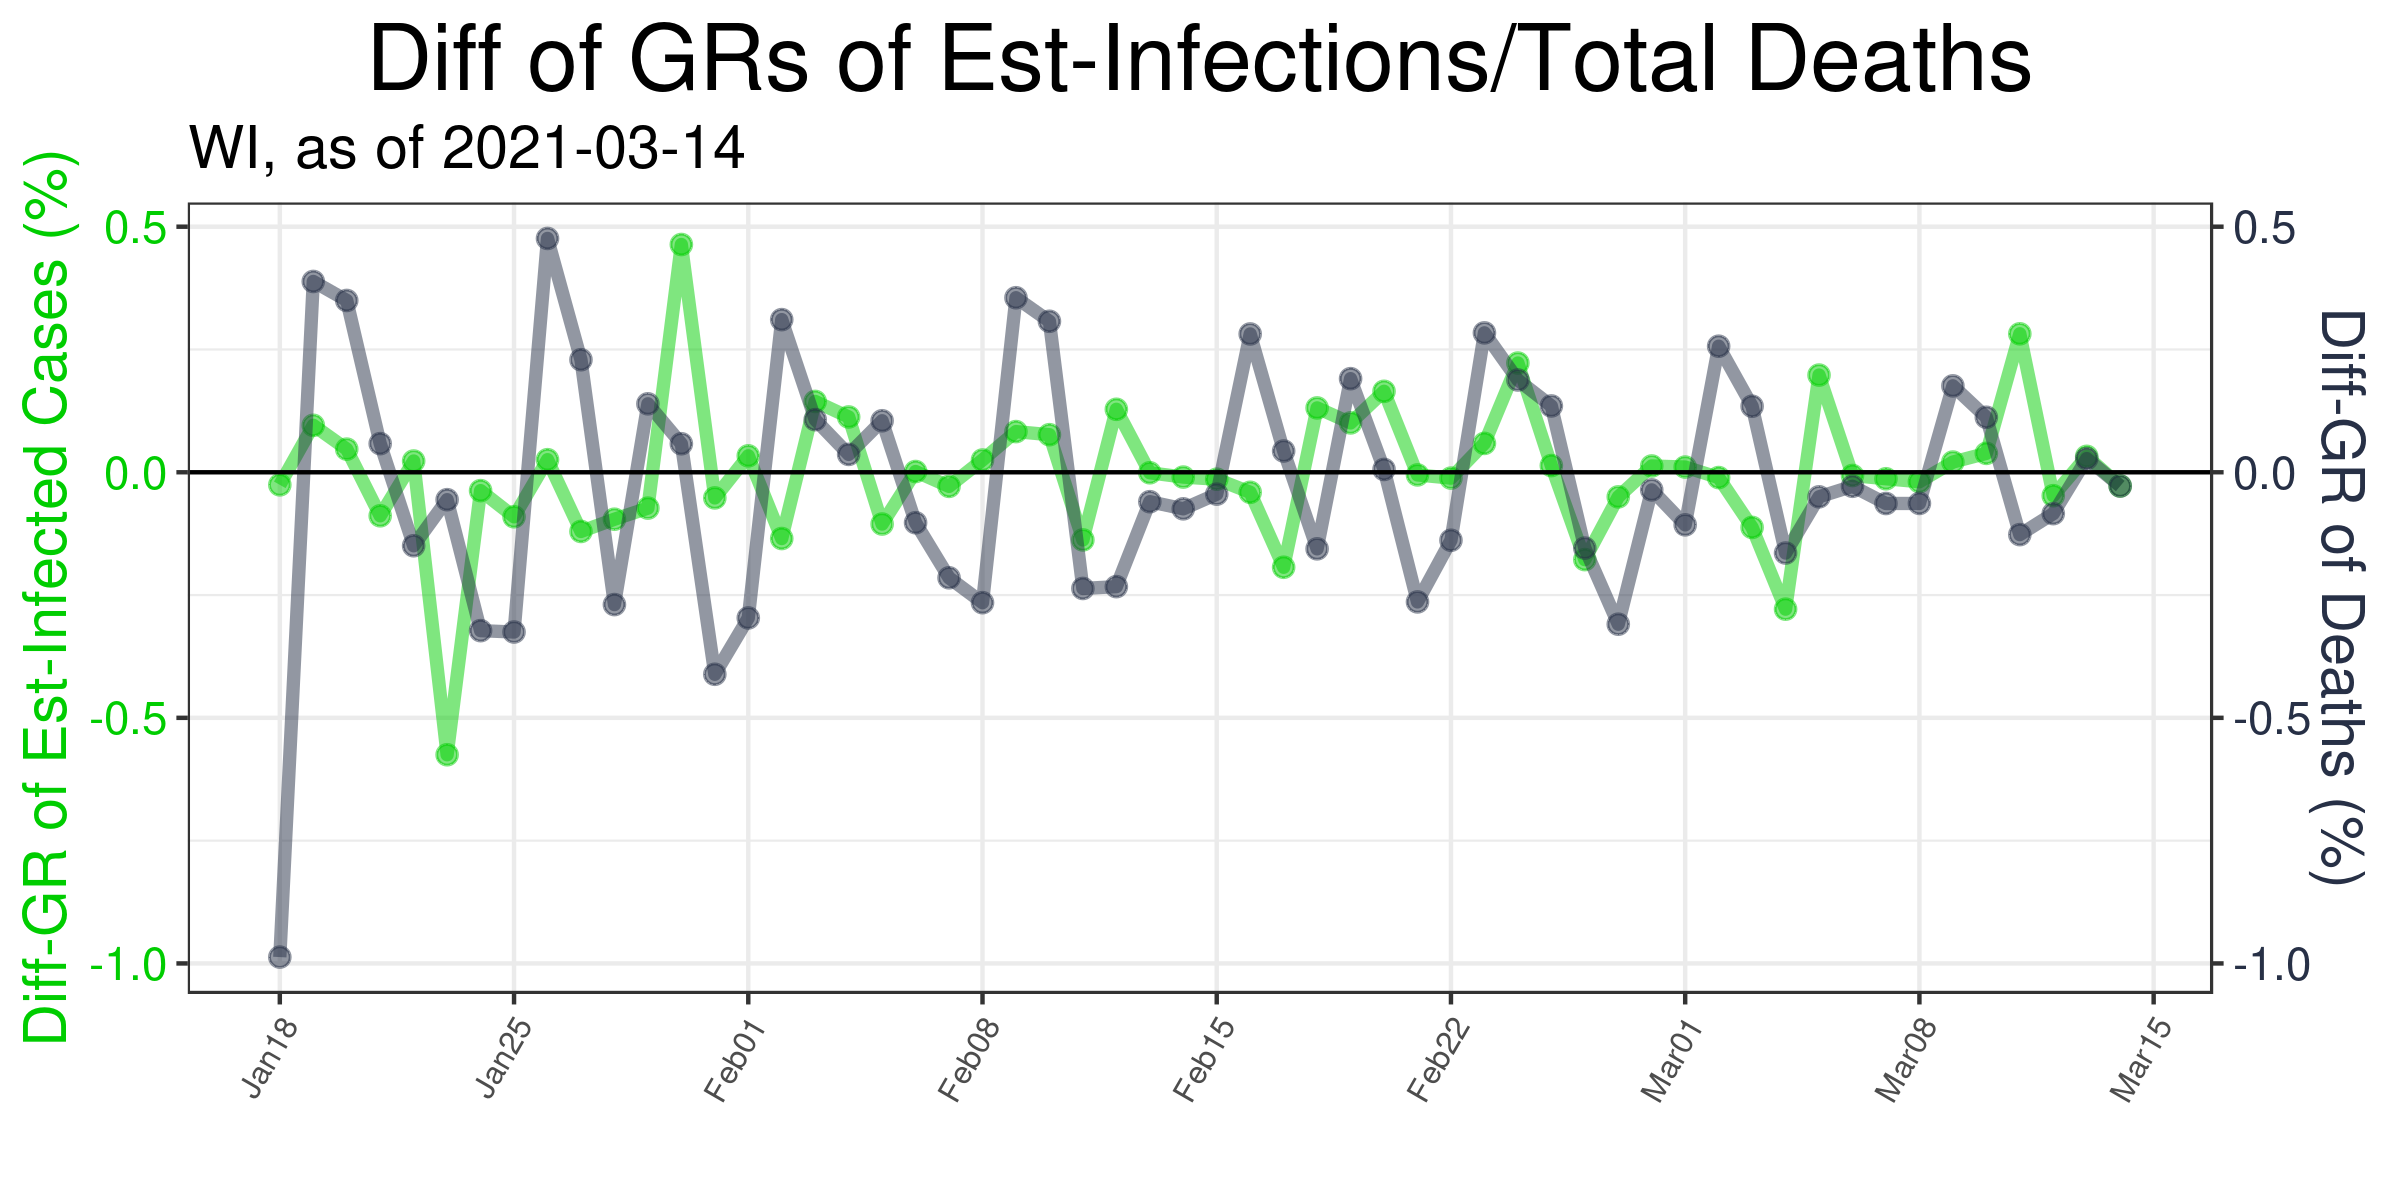 Diff of GRs of Est-Infections/Total Deaths
WI, as of 2021-03-14
Diff-GR of Est-Infected Cases (%)
0.5
0.0
-0.5
-1.0
0.5
0.0
-0.5
-1.0
Diff-GR of Deaths (%)
Jan18
Jan25
Feb01
Feb08
Feb15
Feb22
Mar01
Mar08
Mar15